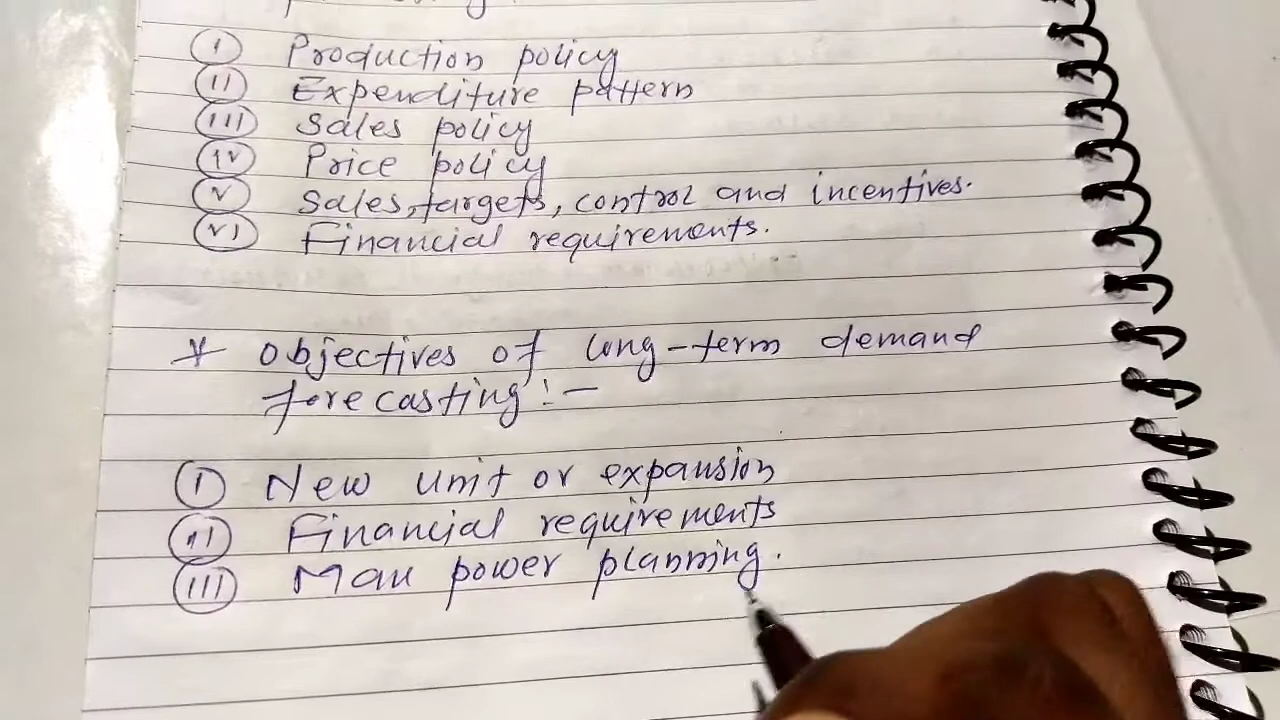 (i) Production policy
(ii) Expenditure pattern
(iii) Sales policy
(iv) Price policy
(v) Sales, targets, control and incentives.
(vi) Financial requirements.
* Objectives of long-term demand
forecasting :-
(i) New unit or expansion
(ii) Financial requirements
(iii) Man power planning.